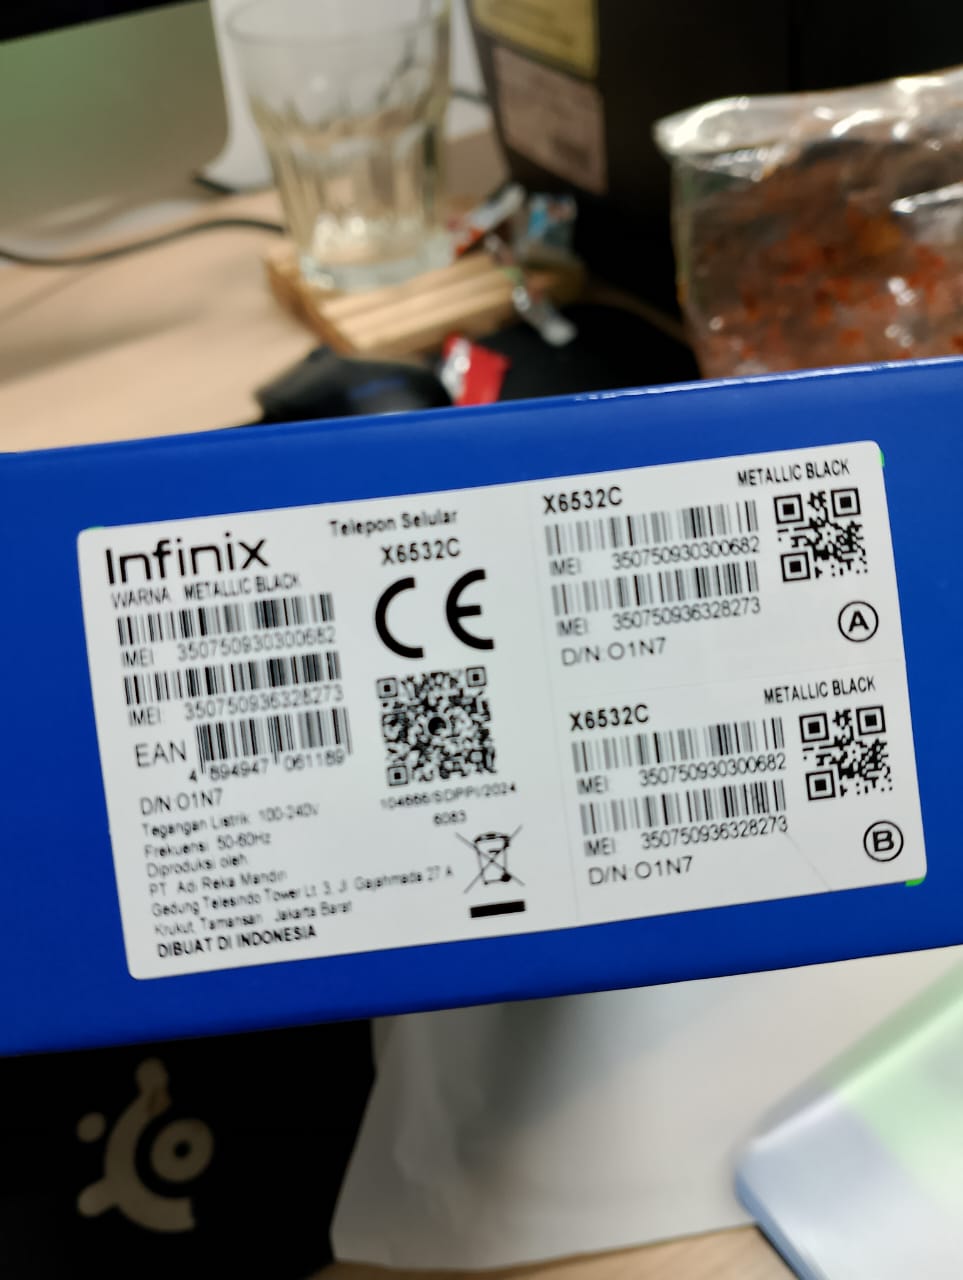 Infinix
WARNA METALLIC BLACK
IMEI: 350750930300682
IMEI: 350750936328273
EAN
4 894947 061189
D/N:O1N7
Tegangan Listrik: 100-240V
Frekuensi: 50-60Hz
Diproduksi oleh:
PT. Adi Reka Mandiri
Gedung Telesindo Tower Lt. 3, Jl. Gajahmada 27 A
Krukut, Tamansari Jakarta Barat
DIBUAT DI INDONESIA
Telepon Selular
X6532C
CE
104666/SDPPI/2024
6083
X6532C
METALLIC BLACK
IMEI: 350750930300682
IMEI: 350750936328273
D/N:O1N7
A
X6532C
METALLIC BLACK
IMEI: 350750930300682
IMEI: 350750936328273
D/N:O1N7
B